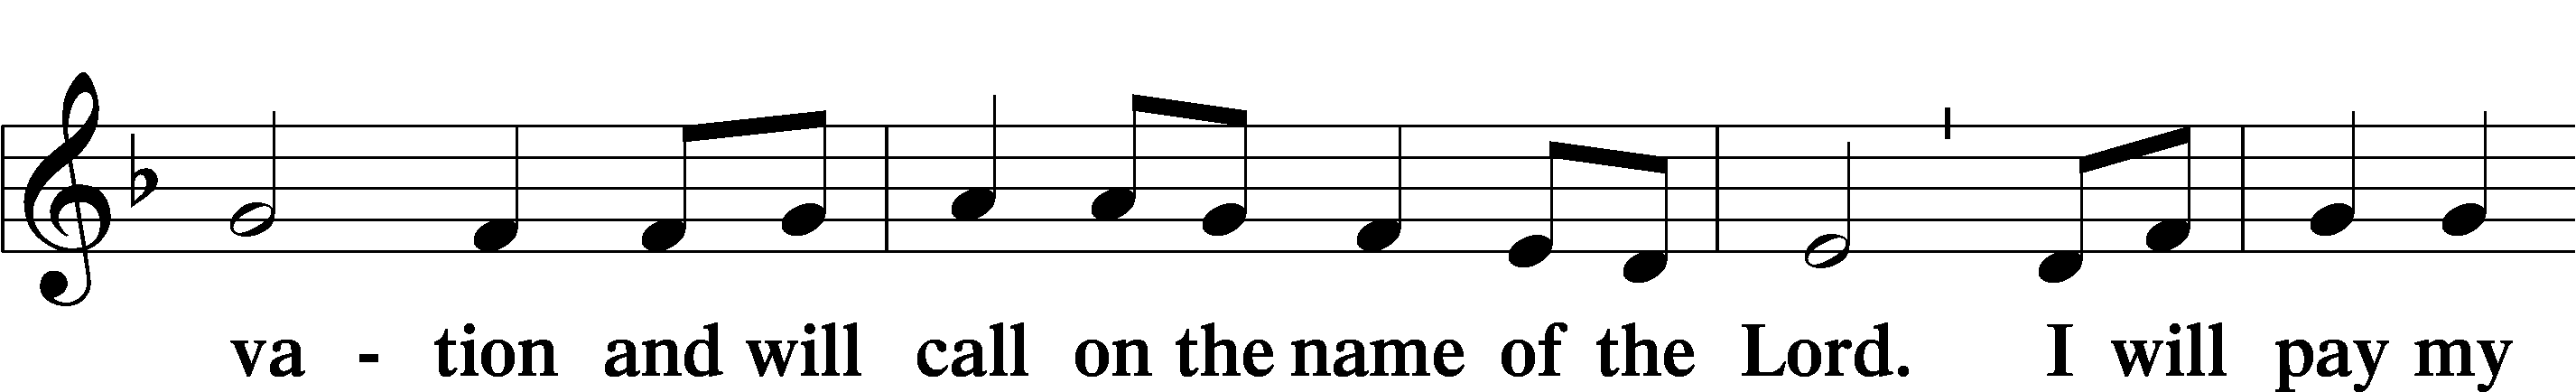 va - tion and will call on the name of the Lord. I will pay my